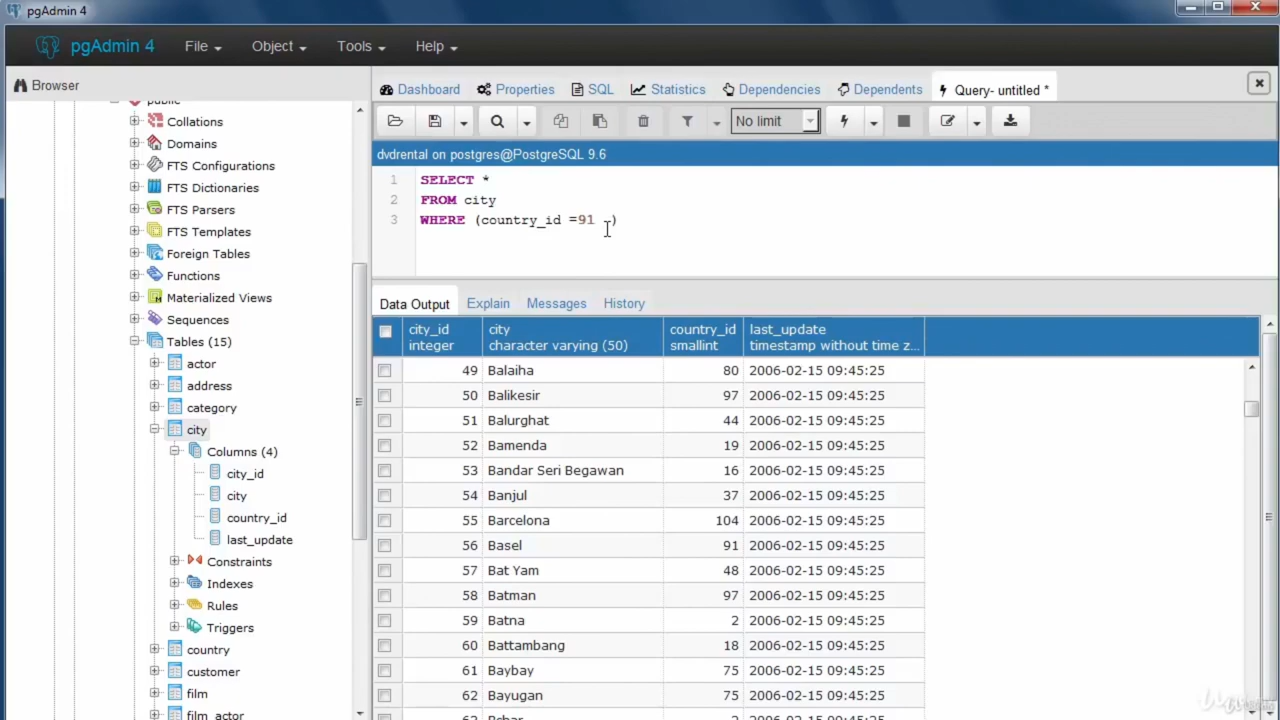 pgAdmin 4
pgAdmin 4 File Object Tools Help
Browser
Dashboard Properties SQL Statistics Dependencies Dependents Query- untitled *
No limit
dvdrental on postgres@PostgreSQL 9.6
1 SELECT *
2 FROM city
3 WHERE (country_id =91 )
public
Collations
Domains
FTS Configurations
FTS Dictionaries
FTS Parsers
FTS Templates
Foreign Tables
Functions
Materialized Views
Sequences
Tables (15)
actor
address
category
city
Columns (4)
city_id
city
country_id
last_update
Constraints
Indexes
Rules
Triggers
country
customer
film
film_actor
Data Output Explain Messages History
city_id city country_id last_update
integer character varying (50) smallint timestamp without time z...
49 Balaiha 80 2006-02-15 09:45:25
50 Balikesir 97 2006-02-15 09:45:25
51 Balurghat 44 2006-02-15 09:45:25
52 Bamenda 19 2006-02-15 09:45:25
53 Bandar Seri Begawan 16 2006-02-15 09:45:25
54 Banjul 37 2006-02-15 09:45:25
55 Barcelona 104 2006-02-15 09:45:25
56 Basel 91 2006-02-15 09:45:25
57 Bat Yam 48 2006-02-15 09:45:25
58 Batman 97 2006-02-15 09:45:25
59 Batna 2 2006-02-15 09:45:25
60 Battambang 18 2006-02-15 09:45:25
61 Baybay 75 2006-02-15 09:45:25
62 Bayugan 75 2006-02-15 09:45:25